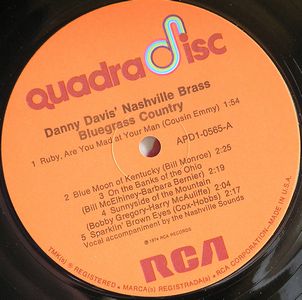 quadradisc
Danny Davis' Nashville Brass
Bluegrass Country
1 Ruby, Are You Mad at Your Man (Cousin Emmy) 1:54
APD1-0565-A
2 Blue Moon of Kentucky (Bill Monroe) 2:25
3 On the Banks of the Ohio
(Bill McElhiney-Barbara Bernier) 2:35
4 Sunnyside of the Mountain
(Bobby Gregory-Harry McAuliffe) 2:04
5 Sparklin' Brown Eyes (Cox-Hobbs) 2:17
Vocal accompaniment by the Nashville Sounds
℗ 1974 RCA RECORDS
RCA
TMK(s) ® REGISTERED • MARCA(s) REGISTRADA(s) • RCA CORPORATION—MADE IN U.S.A.